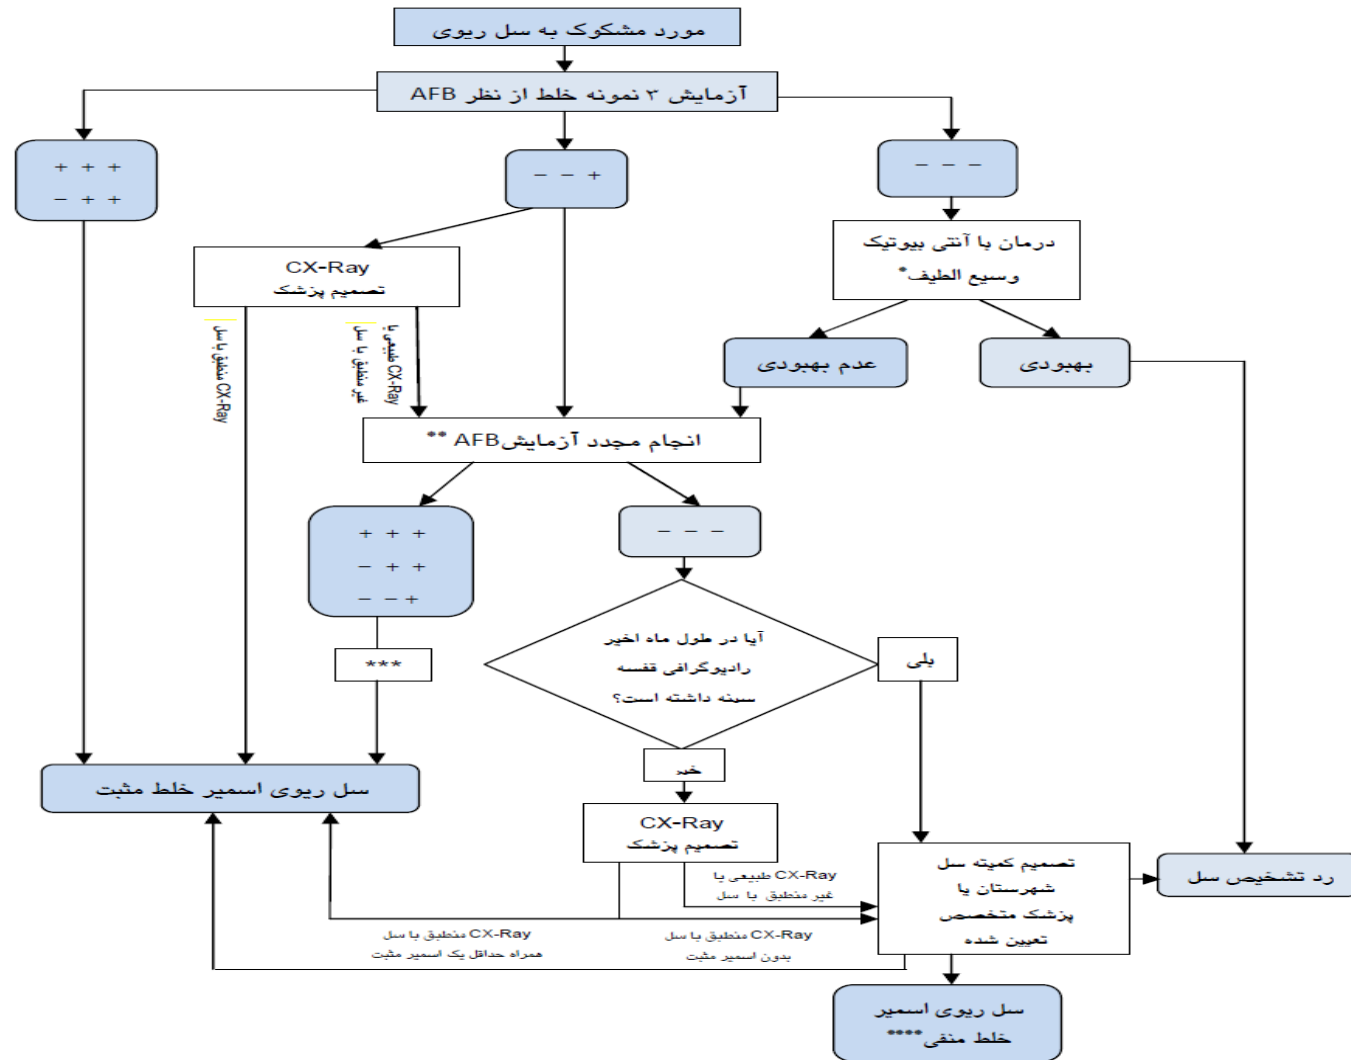 مورد مشکوک به سل ریوی
آزمایش ۳ نمونه خلط از نظر AFB
+ + +
– + +
– – +
– – –
درمان با آنتی بیوتیک
وسیع الطیف*
CX-Ray
تصمیم پزشک
CX-Ray منطبق با سل
CX-Ray طبیعی یا
غیر منطبق با سل
عدم بهبودی
بهبودی
انجام مجدد آزمایش AFB **
+ + +
– + +
– – +
– – –
***
آیا در طول ماه اخیر
رادیوگرافی قفسه
سینه داشته است؟
بلی
خیر
سل ریوی اسمیر خلط مثبت
CX-Ray
تصمیم پزشک
CX-Ray طبیعی یا
غیر منطبق با سل
تصمیم کمیته سل
شهرستان یا
پزشک متخصص
تعیین شده
رد تشخیص سل
CX-Ray منطبق با سل
همراه حداقل یک اسمیر مثبت
CX-Ray منطبق با سل
بدون اسمیر مثبت
سل ریوی اسمیر
خلط منفی****